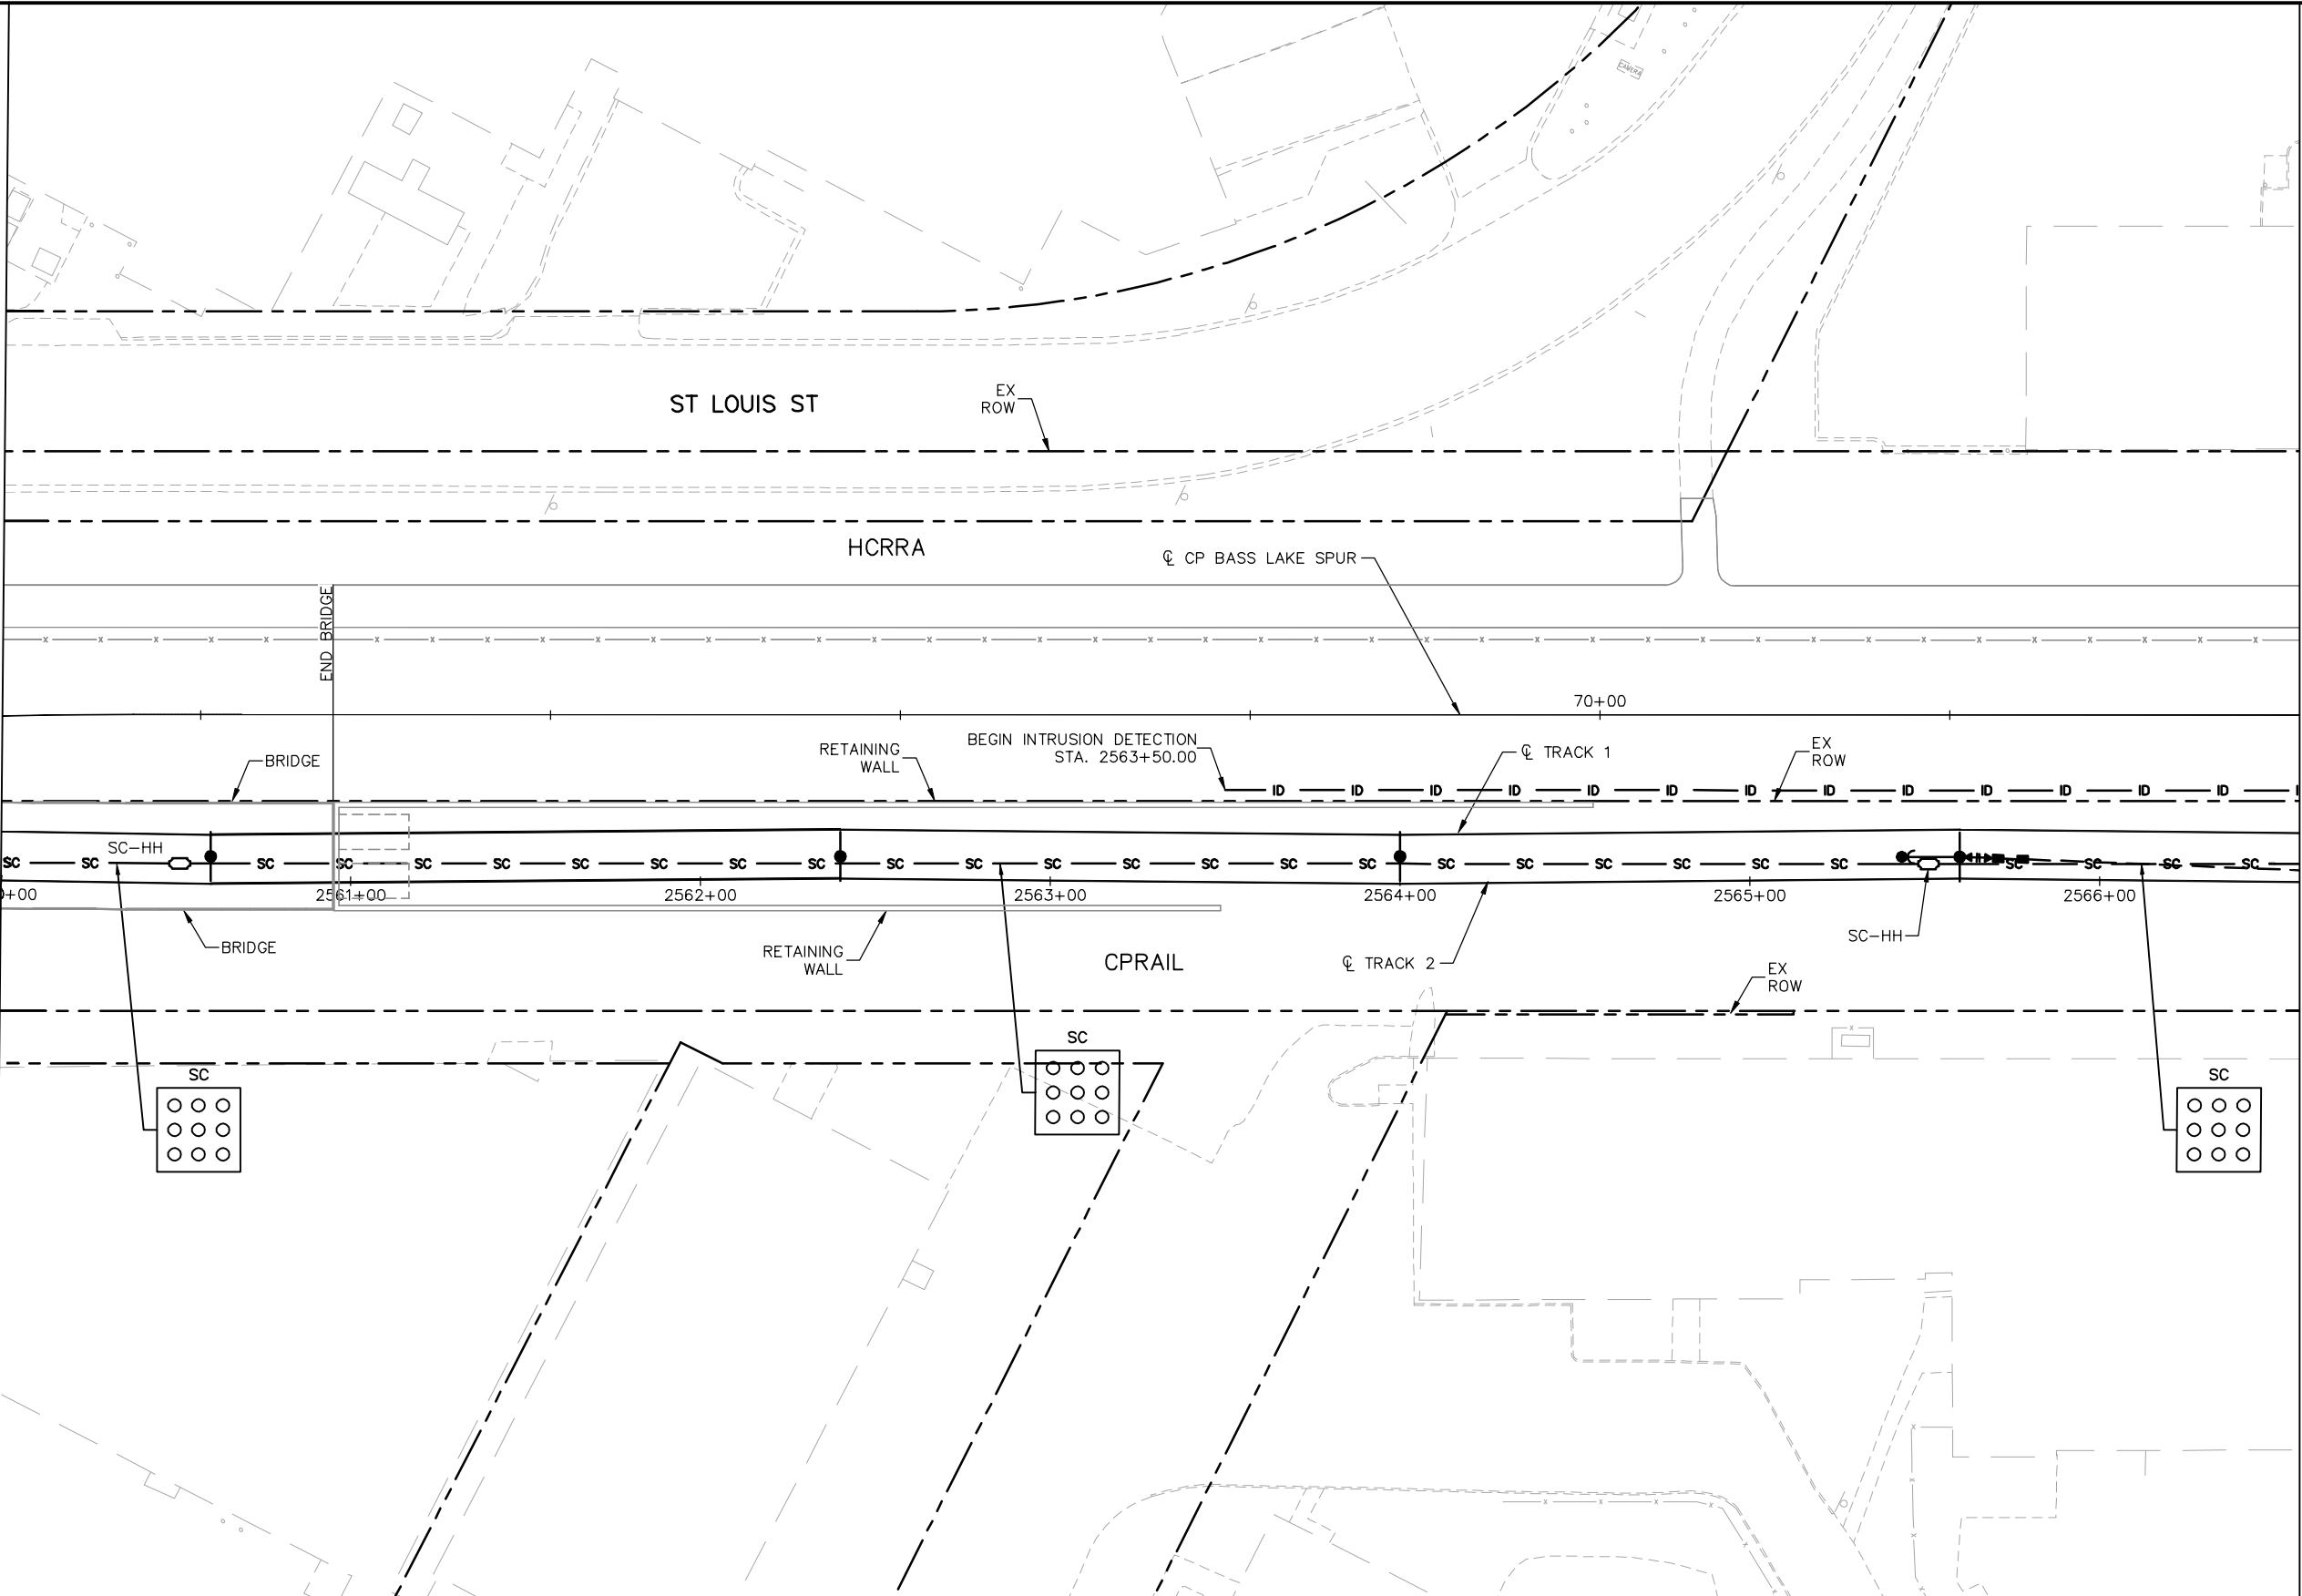 CAMERA
ST LOUIS ST
EX
ROW
HCRRA
℄ CP BASS LAKE SPUR
END BRIDGE
70+00
BEGIN INTRUSION DETECTION
STA. 2563+50.00
RETAINING
WALL
℄ TRACK 1
EX
ROW
BRIDGE
ID ID ID ID ID ID ID ID ID ID ID ID ID
SC-HH
SC SC SC SC SC SC SC SC SC SC SC SC SC SC SC SC SC SC SC SC SC SC SC SC SC SC SC
2561+00 2562+00 2563+00 2564+00 2565+00 2566+00
SC-HH
BRIDGE
RETAINING
WALL
CPRAIL
℄ TRACK 2
EX
ROW
SC
SC
SC